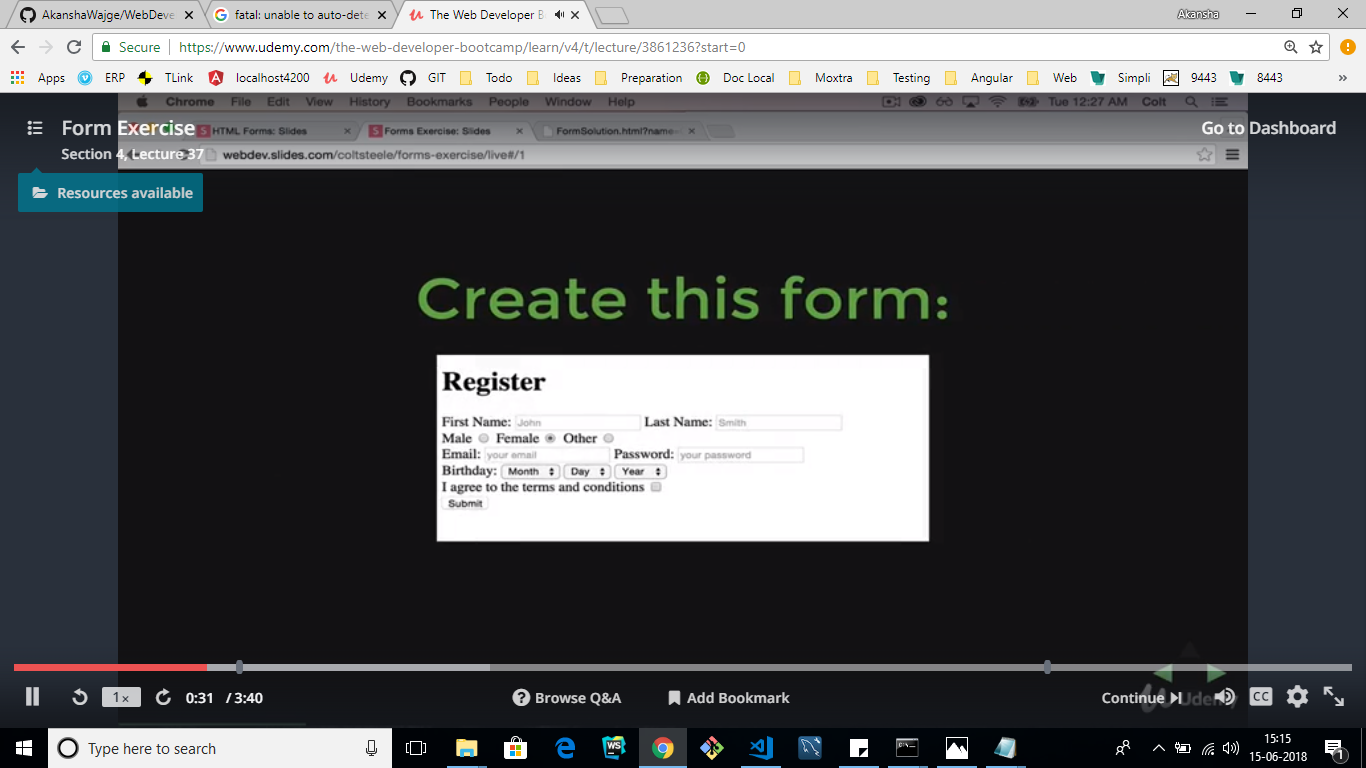 AkanshaWajge/WebDeve
fatal: unable to auto-dete
The Web Developer B
Akansha
Secure
https://www.udemy.com/the-web-developer-bootcamp/learn/v4/t/lecture/3861236?start=0
Apps ERP TLink localhost4200 Udemy GIT Todo Ideas Preparation Doc Local Moxtra Testing Angular Web Simpli 9443 8443 »
Chrome File Edit View History Bookmarks People Window Help Tue 12:27 AM Colt
Form Exercise
HTML Forms: Slides
Forms Exercise: Slides
FormSolution.html?name=
Go to Dashboard
Section 4, Lecture 37
webdev.slides.com/coltsteele/forms-exercise/live#/1
Resources available
Create this form:
Register
First Name: John Last Name: Smith
Male Female Other
Email: your email Password: your password
Birthday: Month Day Year
I agree to the terms and conditions
Submit
1x 0:31 / 3:40 Browse Q&A Add Bookmark Continue CC
Udemy
Type here to search
WS
15:15
15-06-2018
1